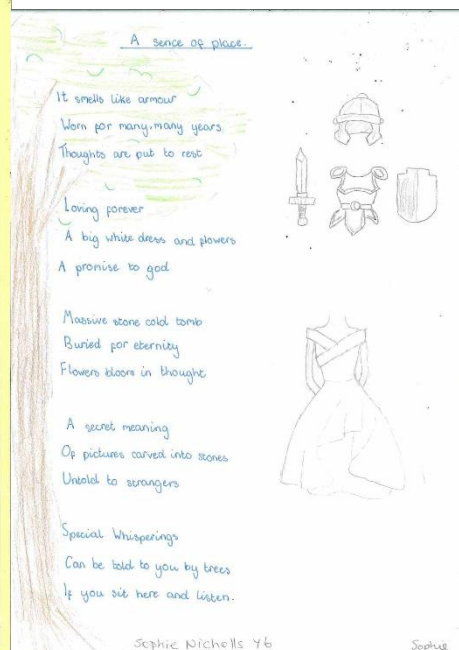 A sence of place.
It smells like armour
Worn for many, many years
Thoughts are put to rest
Loving forever
A big white dress and flowers
A promise to god
Massive stone cold tomb
Buried for eternity
Flowers bloom in thought
A secret meaning
Of pictures carved into stones
Untold to strangers
Special Whisperings
Can be told to you by trees
If you sit here and listen.
Sophie Nicholls Y6
Sophie